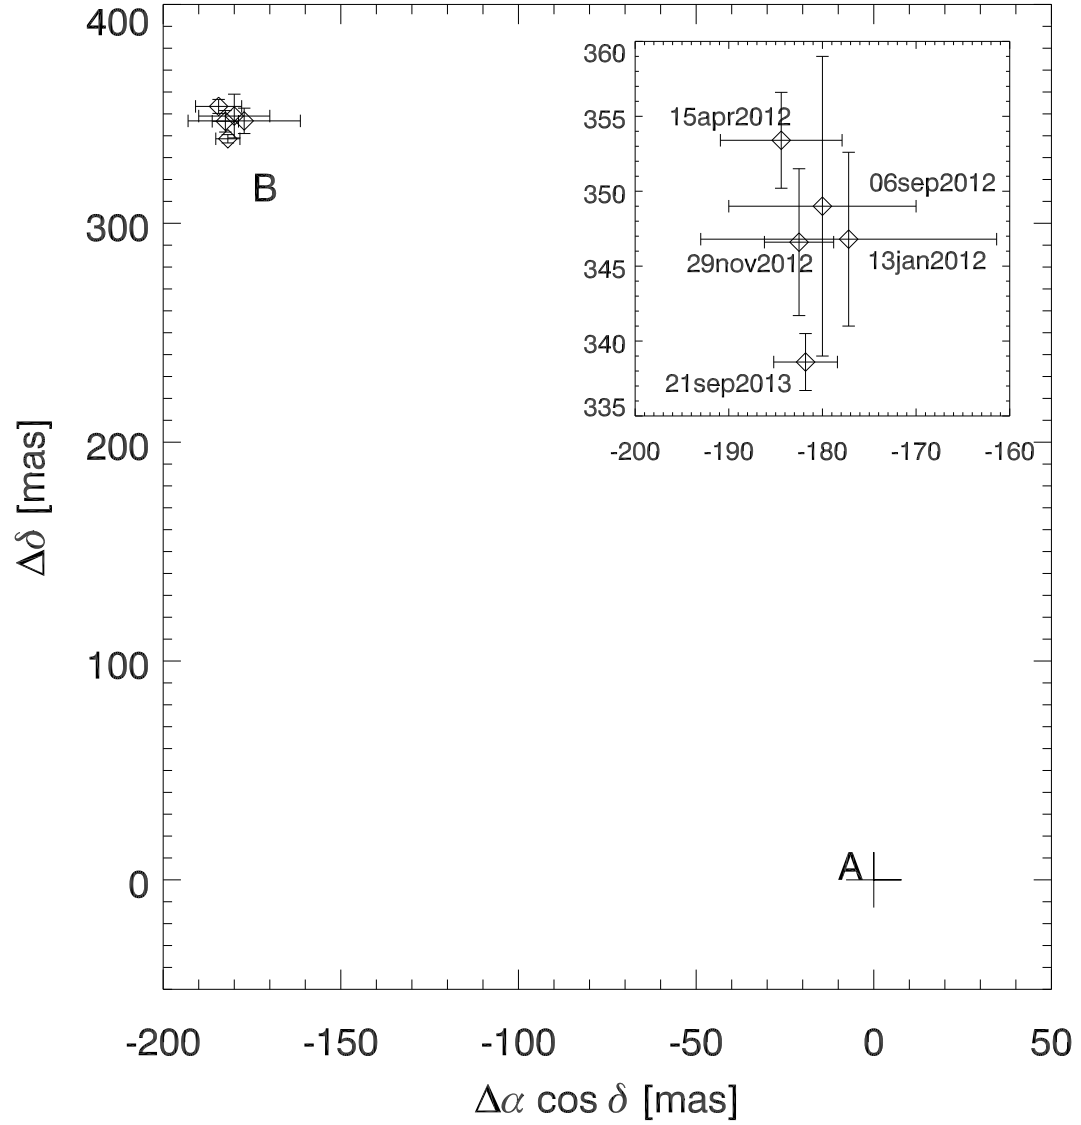 400
300
200
100
0
Δδ [mas]
B
A
360
355
350
345
340
335
15apr2012
06sep2012
29nov2012
13jan2012
21sep2013
-200 -190 -180 -170 -160
-200 -150 -100 -50 0 50
Δα cos δ [mas]